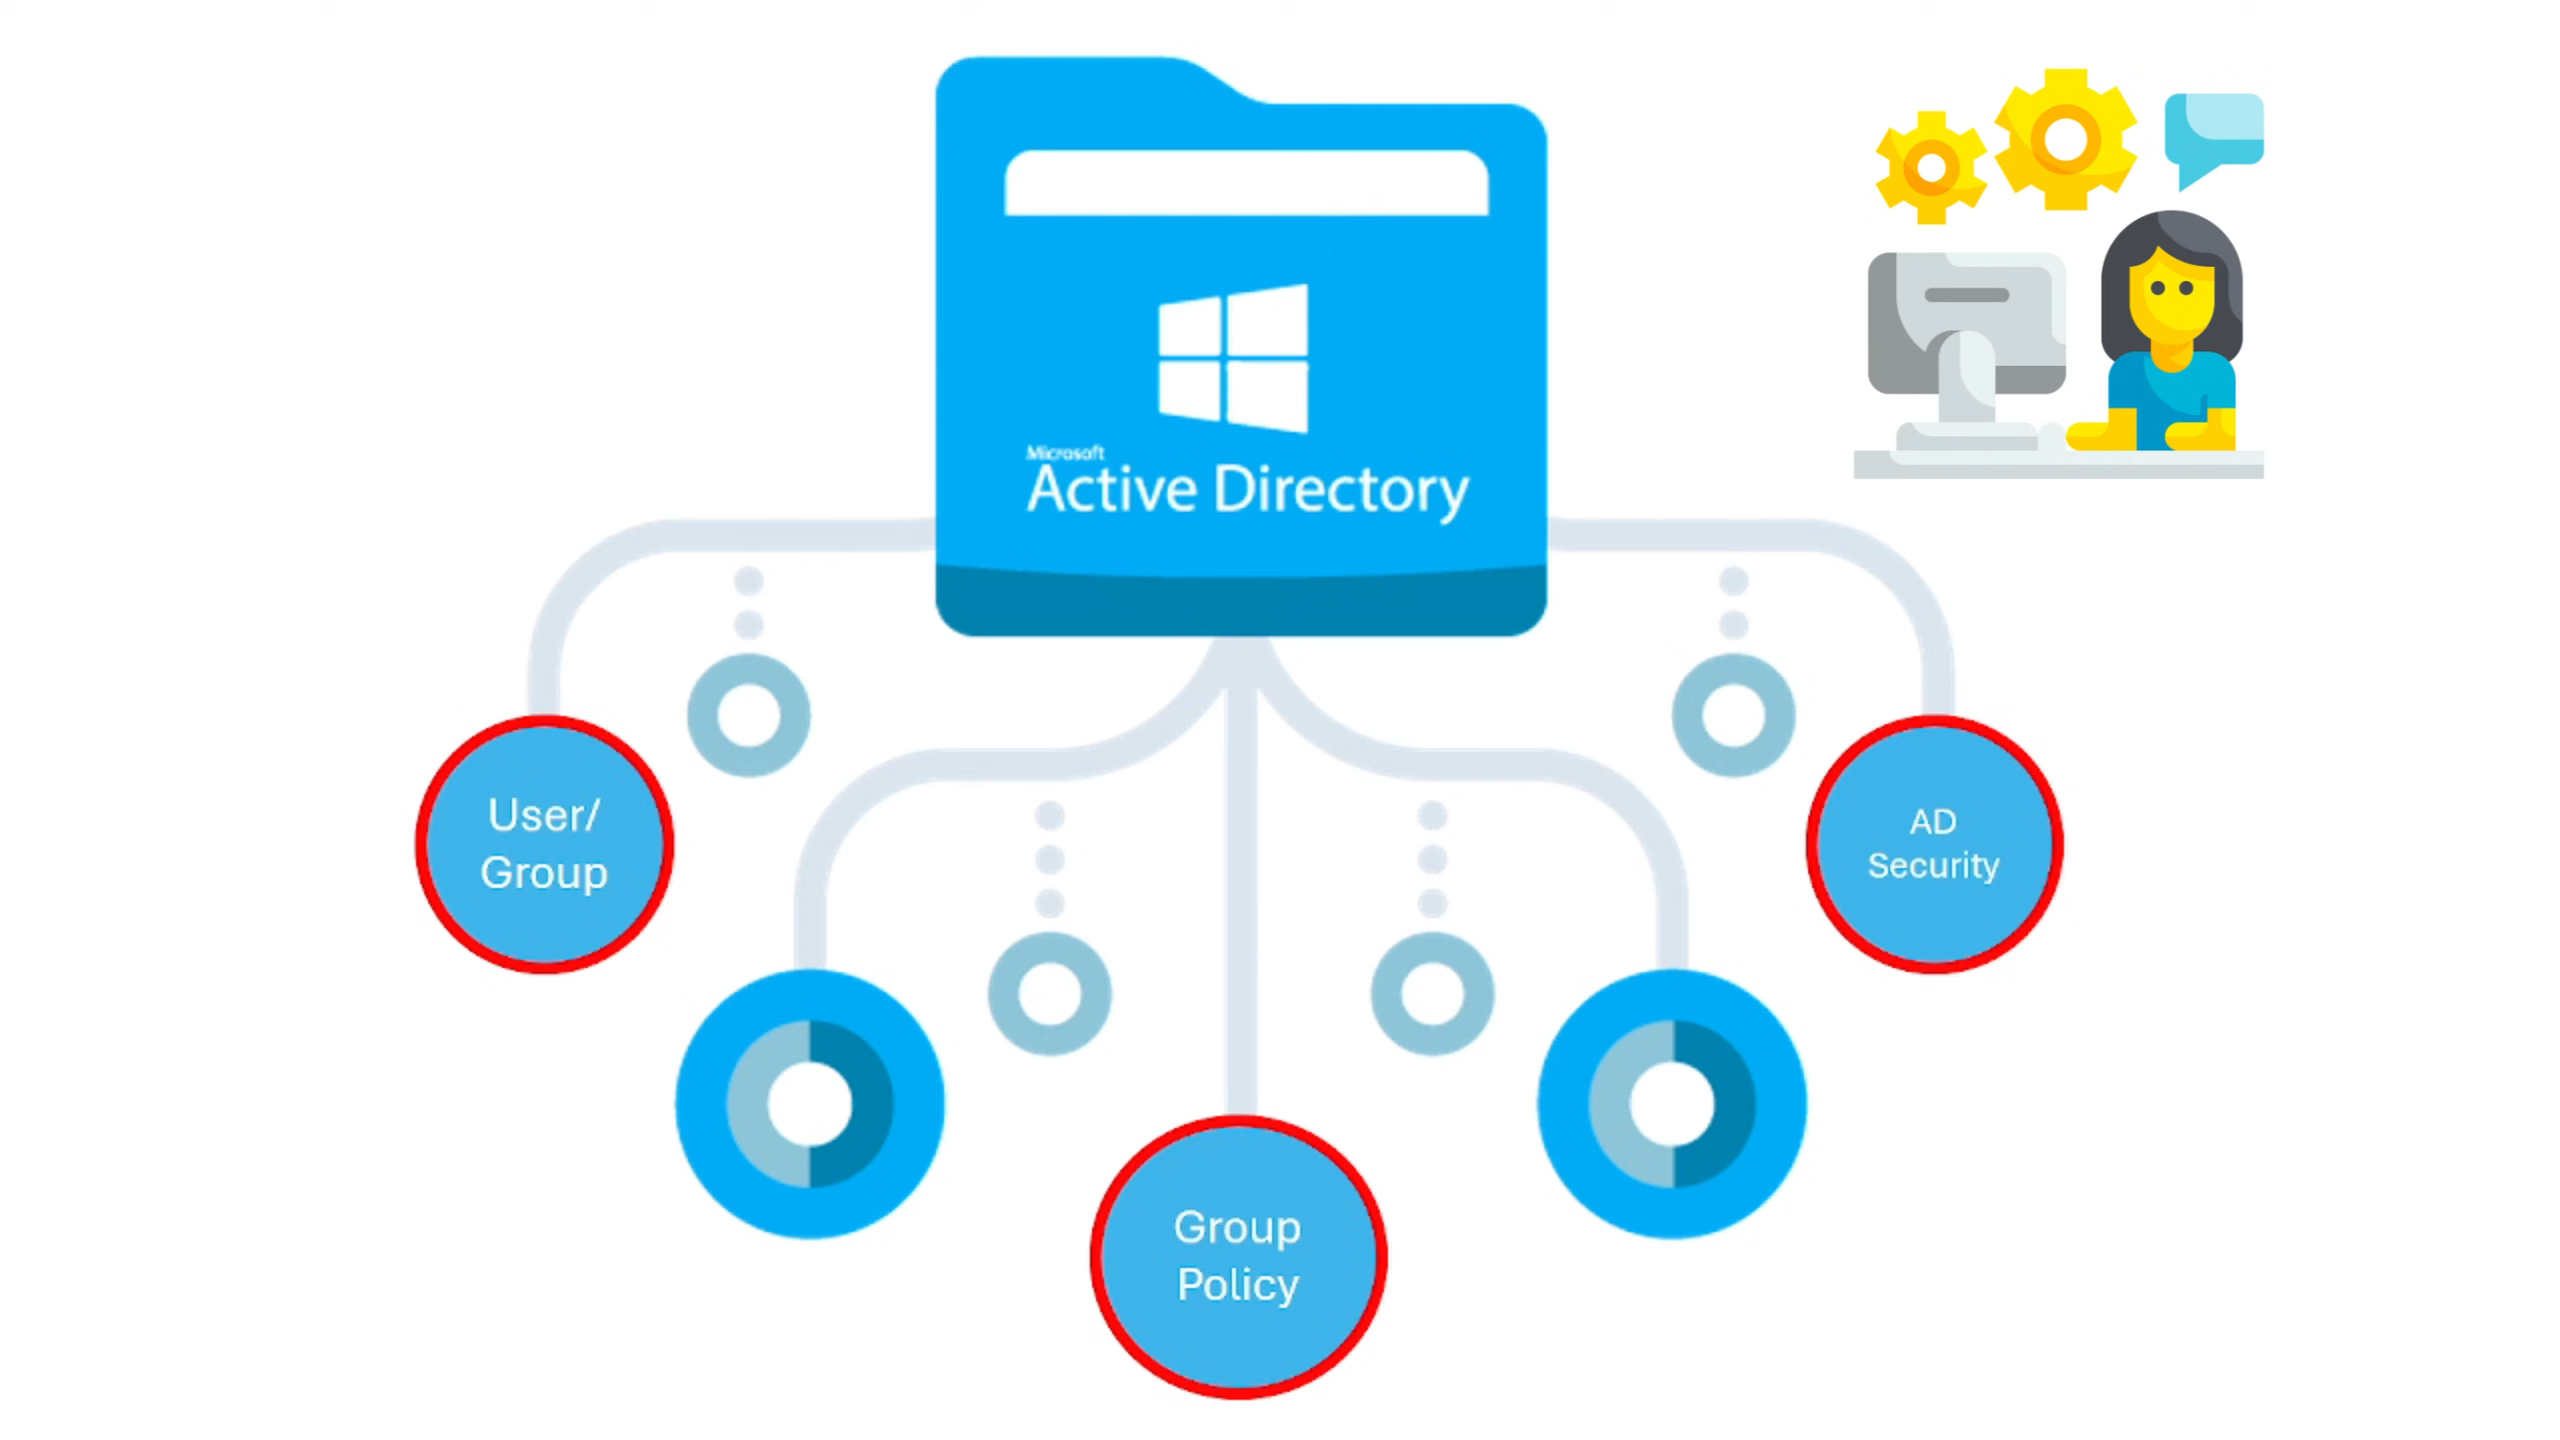 Microsoft
Active Directory
User/
Group
AD
Security
Group
Policy